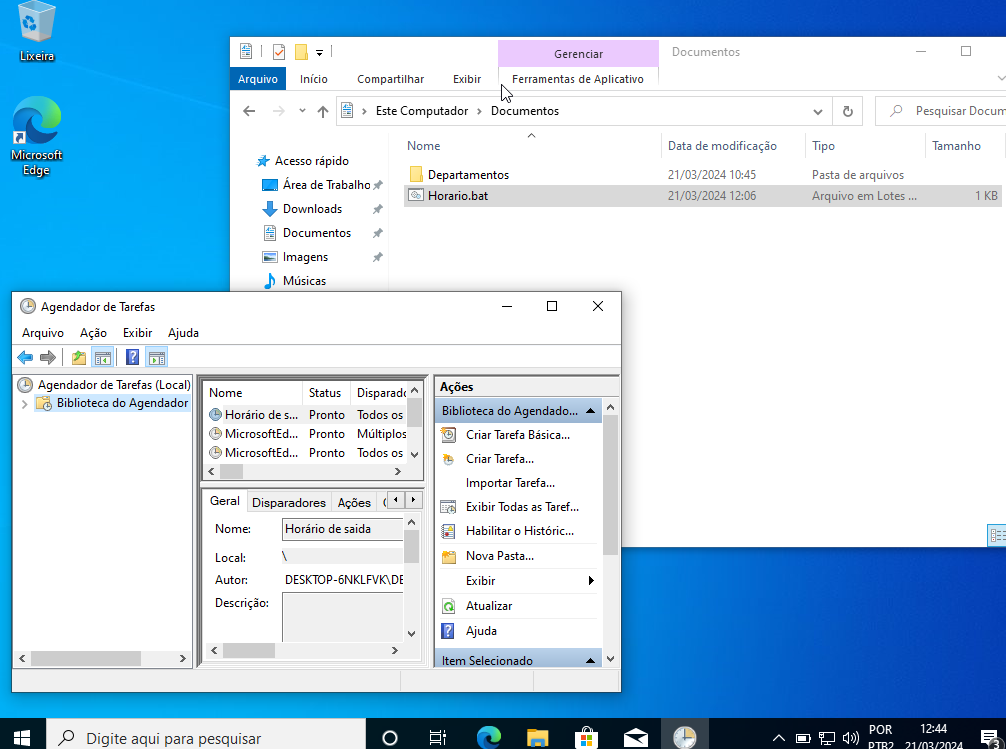 Lixeira
Microsoft
Edge
Gerenciar
Documentos
Arquivo
Início
Compartilhar
Exibir
Ferramentas de Aplicativo
Este Computador
Documentos
Pesquisar Docum
Nome
Data de modificação
Tipo
Tamanho
Acesso rápido
Área de Trabalho
Downloads
Documentos
Imagens
Músicas
Departamentos
21/03/2024 10:45
Pasta de arquivos
Horario.bat
21/03/2024 12:06
Arquivo em Lotes ...
1 KB
Agendador de Tarefas
Arquivo
Ação
Exibir
Ajuda
Agendador de Tarefas (Local)
Biblioteca do Agendador
Nome
Status
Disparado
Horário de s...
Pronto
Todos os
MicrosoftEd...
Pronto
Múltiplos
MicrosoftEd...
Pronto
Todos os
Geral
Disparadores
Ações
Nome:
Horário de saida
Local:
\
Autor:
DESKTOP-6NKLFVK\DE
Descrição:
Ações
Biblioteca do Agendado...
Criar Tarefa Básica...
Criar Tarefa...
Importar Tarefa...
Exibir Todas as Taref...
Habilitar o Históric...
Nova Pasta...
Exibir
Atualizar
Ajuda
Item Selecionado
Digite aqui para pesquisar
POR
PTB2
12:44
21/03/2024